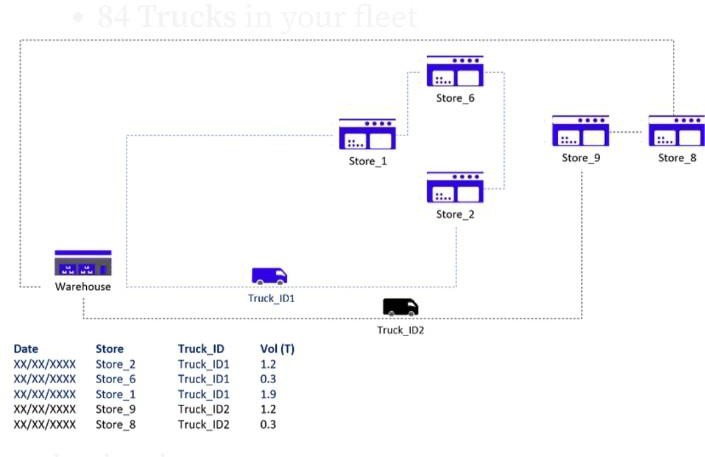 • 84 Trucks in your fleet
Store_6
Store_1
Store_9
Store_8
Store_2
Warehouse
Truck_ID1
Truck_ID2
Date Store Truck_ID Vol (T)
XX/XX/XXXX Store_2 Truck_ID1 1.2
XX/XX/XXXX Store_6 Truck_ID1 0.3
XX/XX/XXXX Store_1 Truck_ID1 1.9
XX/XX/XXXX Store_9 Truck_ID2 1.2
XX/XX/XXXX Store_8 Truck_ID2 0.3